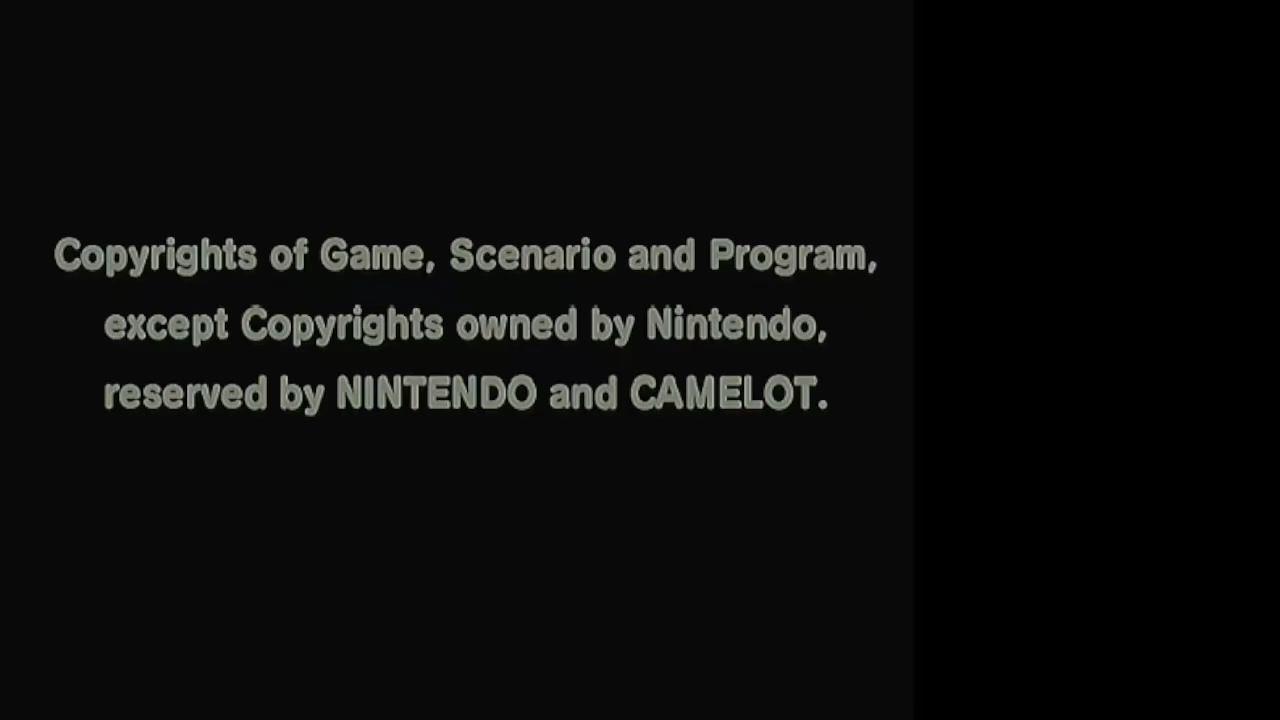 Copyrights of Game, Scenario and Program,
except Copyrights owned by Nintendo,
reserved by NINTENDO and CAMELOT.